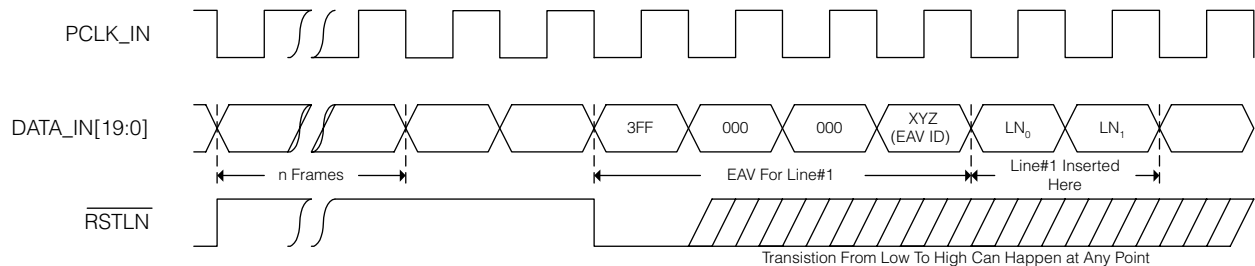 PCLK_IN
DATA_IN[19:0]
3FF
000
000
XYZ
(EAV ID)
LN0
LN1
n Frames
EAV For Line#1
Line#1 Inserted
Here
RSTLN
Transistion From Low To High Can Happen at Any Point